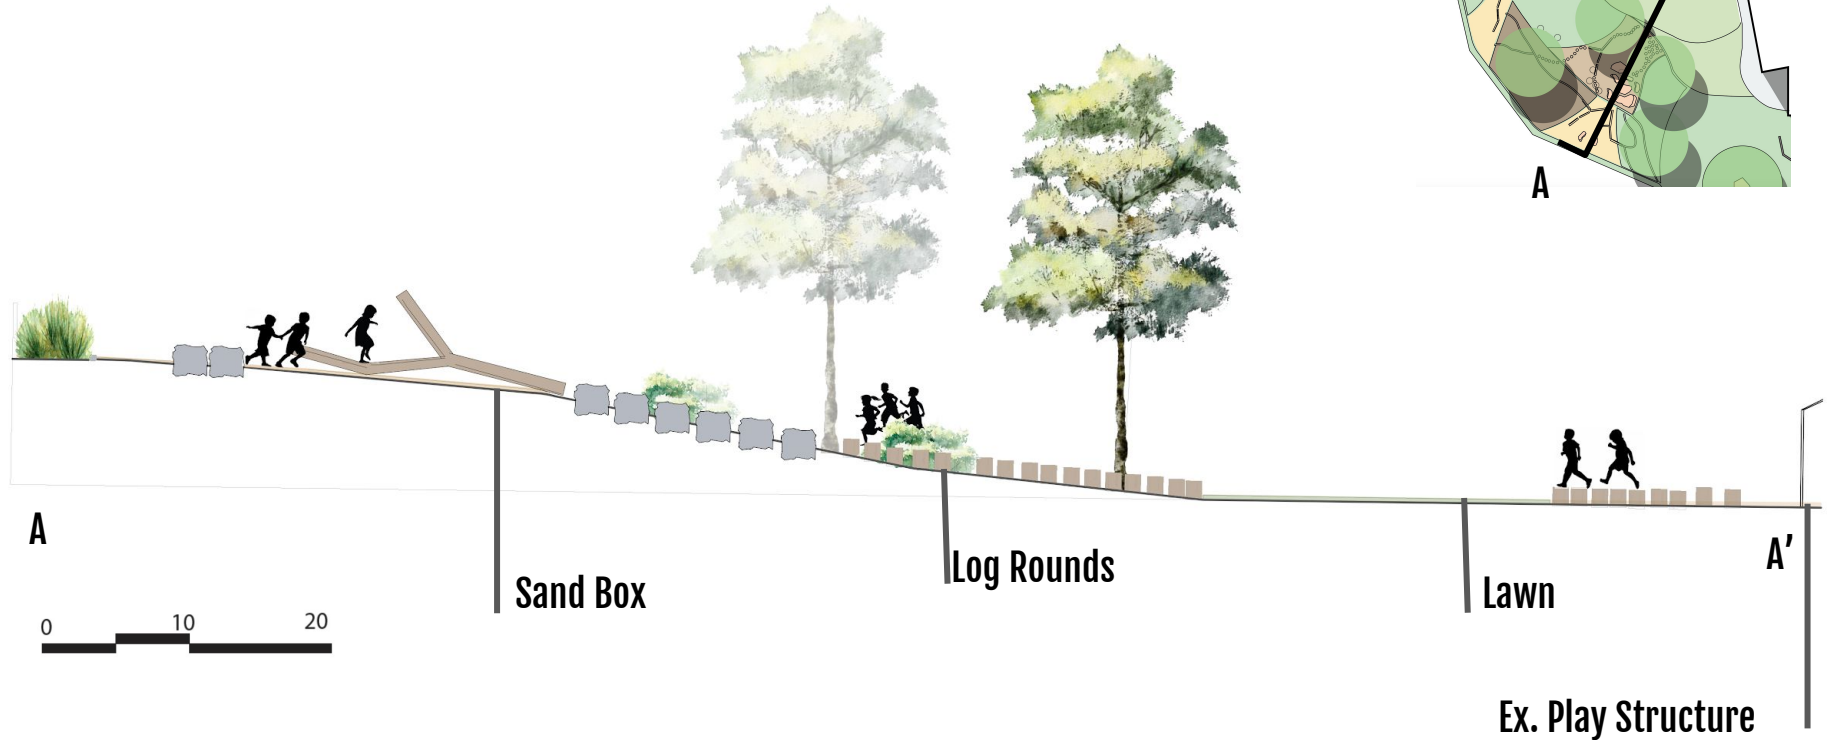 A
A
A’
Log Rounds
Sand Box
Lawn
0 10 20
Ex. Play Structure